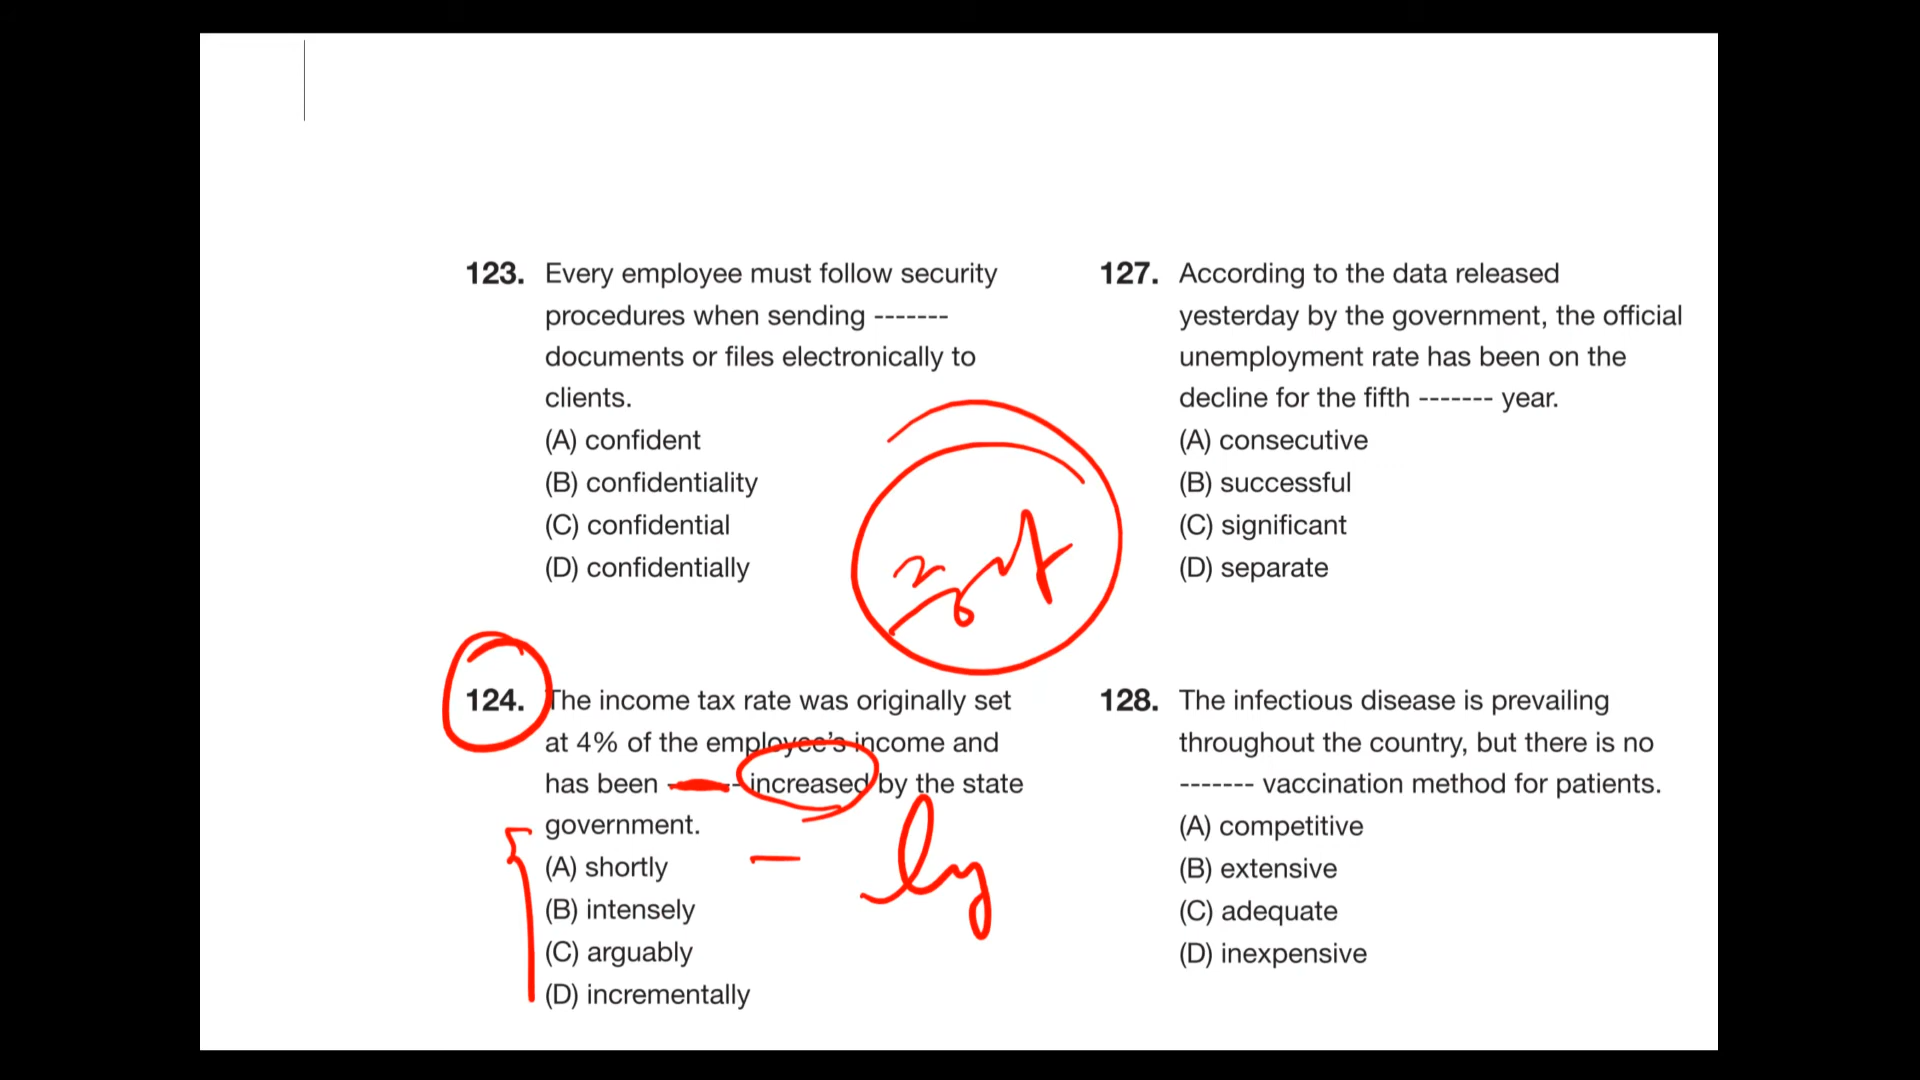 123. Every employee must follow security
procedures when sending -------
documents or files electronically to
clients.
(A) confident
(B) confidentiality
(C) confidential
(D) confidentially
124. The income tax rate was originally set
at 4% of the employee's income and
has been ------- increased by the state
government.
(A) shortly
(B) intensely
(C) arguably
(D) incrementally
- ly
127. According to the data released
yesterday by the government, the official
unemployment rate has been on the
decline for the fifth ------- year.
(A) consecutive
(B) successful
(C) significant
(D) separate
128. The infectious disease is prevailing
throughout the country, but there is no
------- vaccination method for patients.
(A) competitive
(B) extensive
(C) adequate
(D) inexpensive